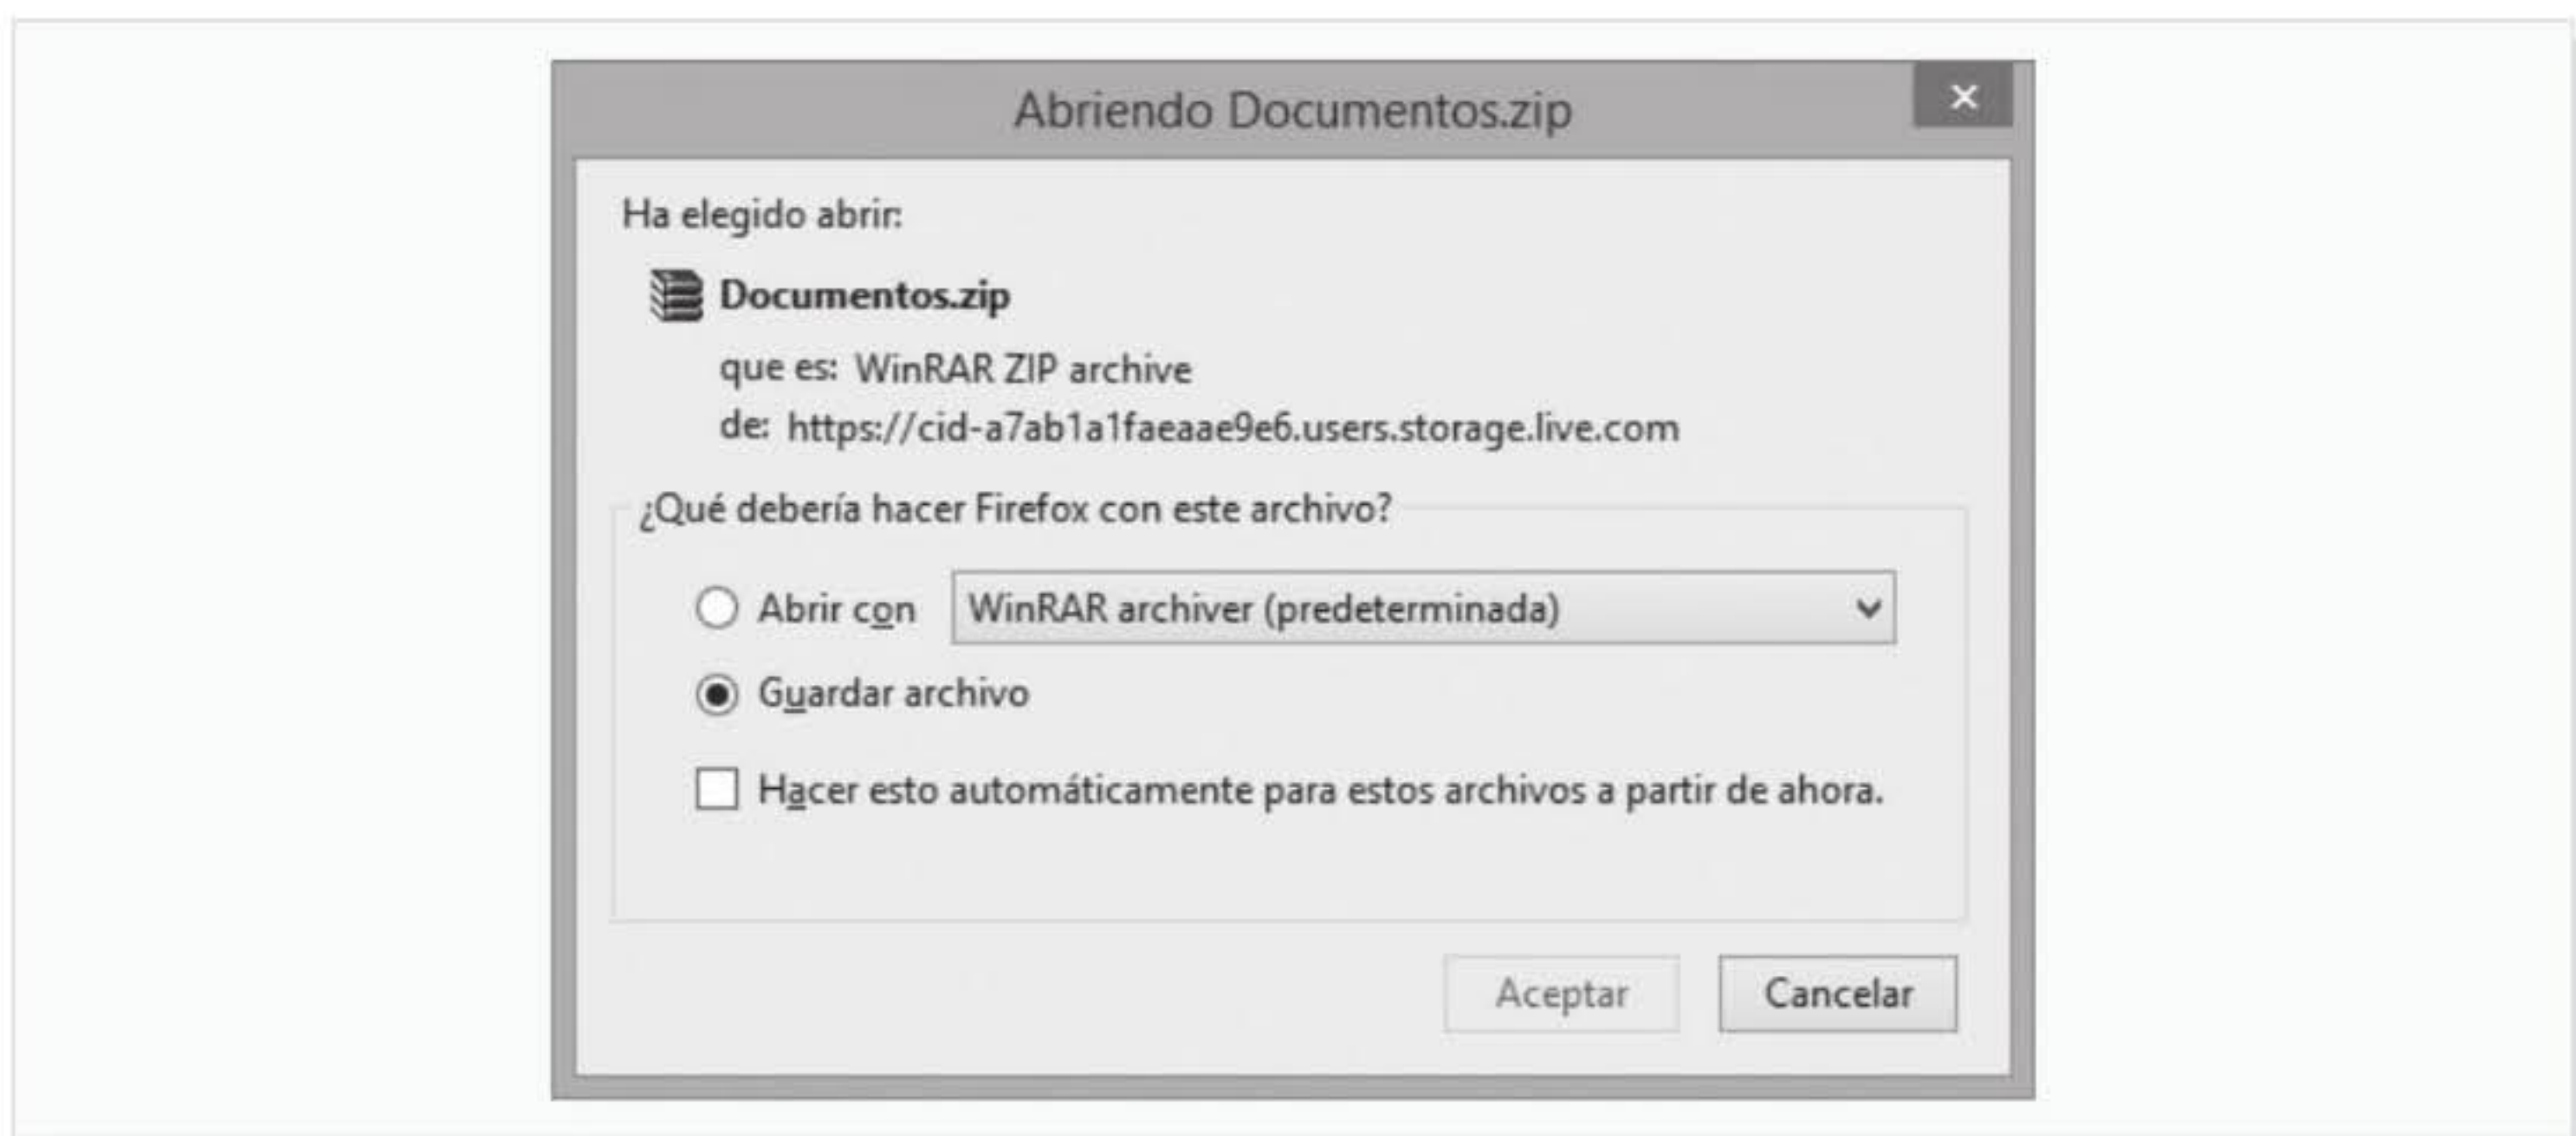 Abriendo Documentos.zip
Ha elegido abrir:
Documentos.zip
que es: WinRAR ZIP archive
de: https://cid-a7ab1a1faeaae9e6.users.storage.live.com
¿Qué debería hacer Firefox con este archivo?
Abrir con WinRAR archiver (predeterminada)
Guardar archivo
Hacer esto automáticamente para estos archivos a partir de ahora.
Aceptar Cancelar